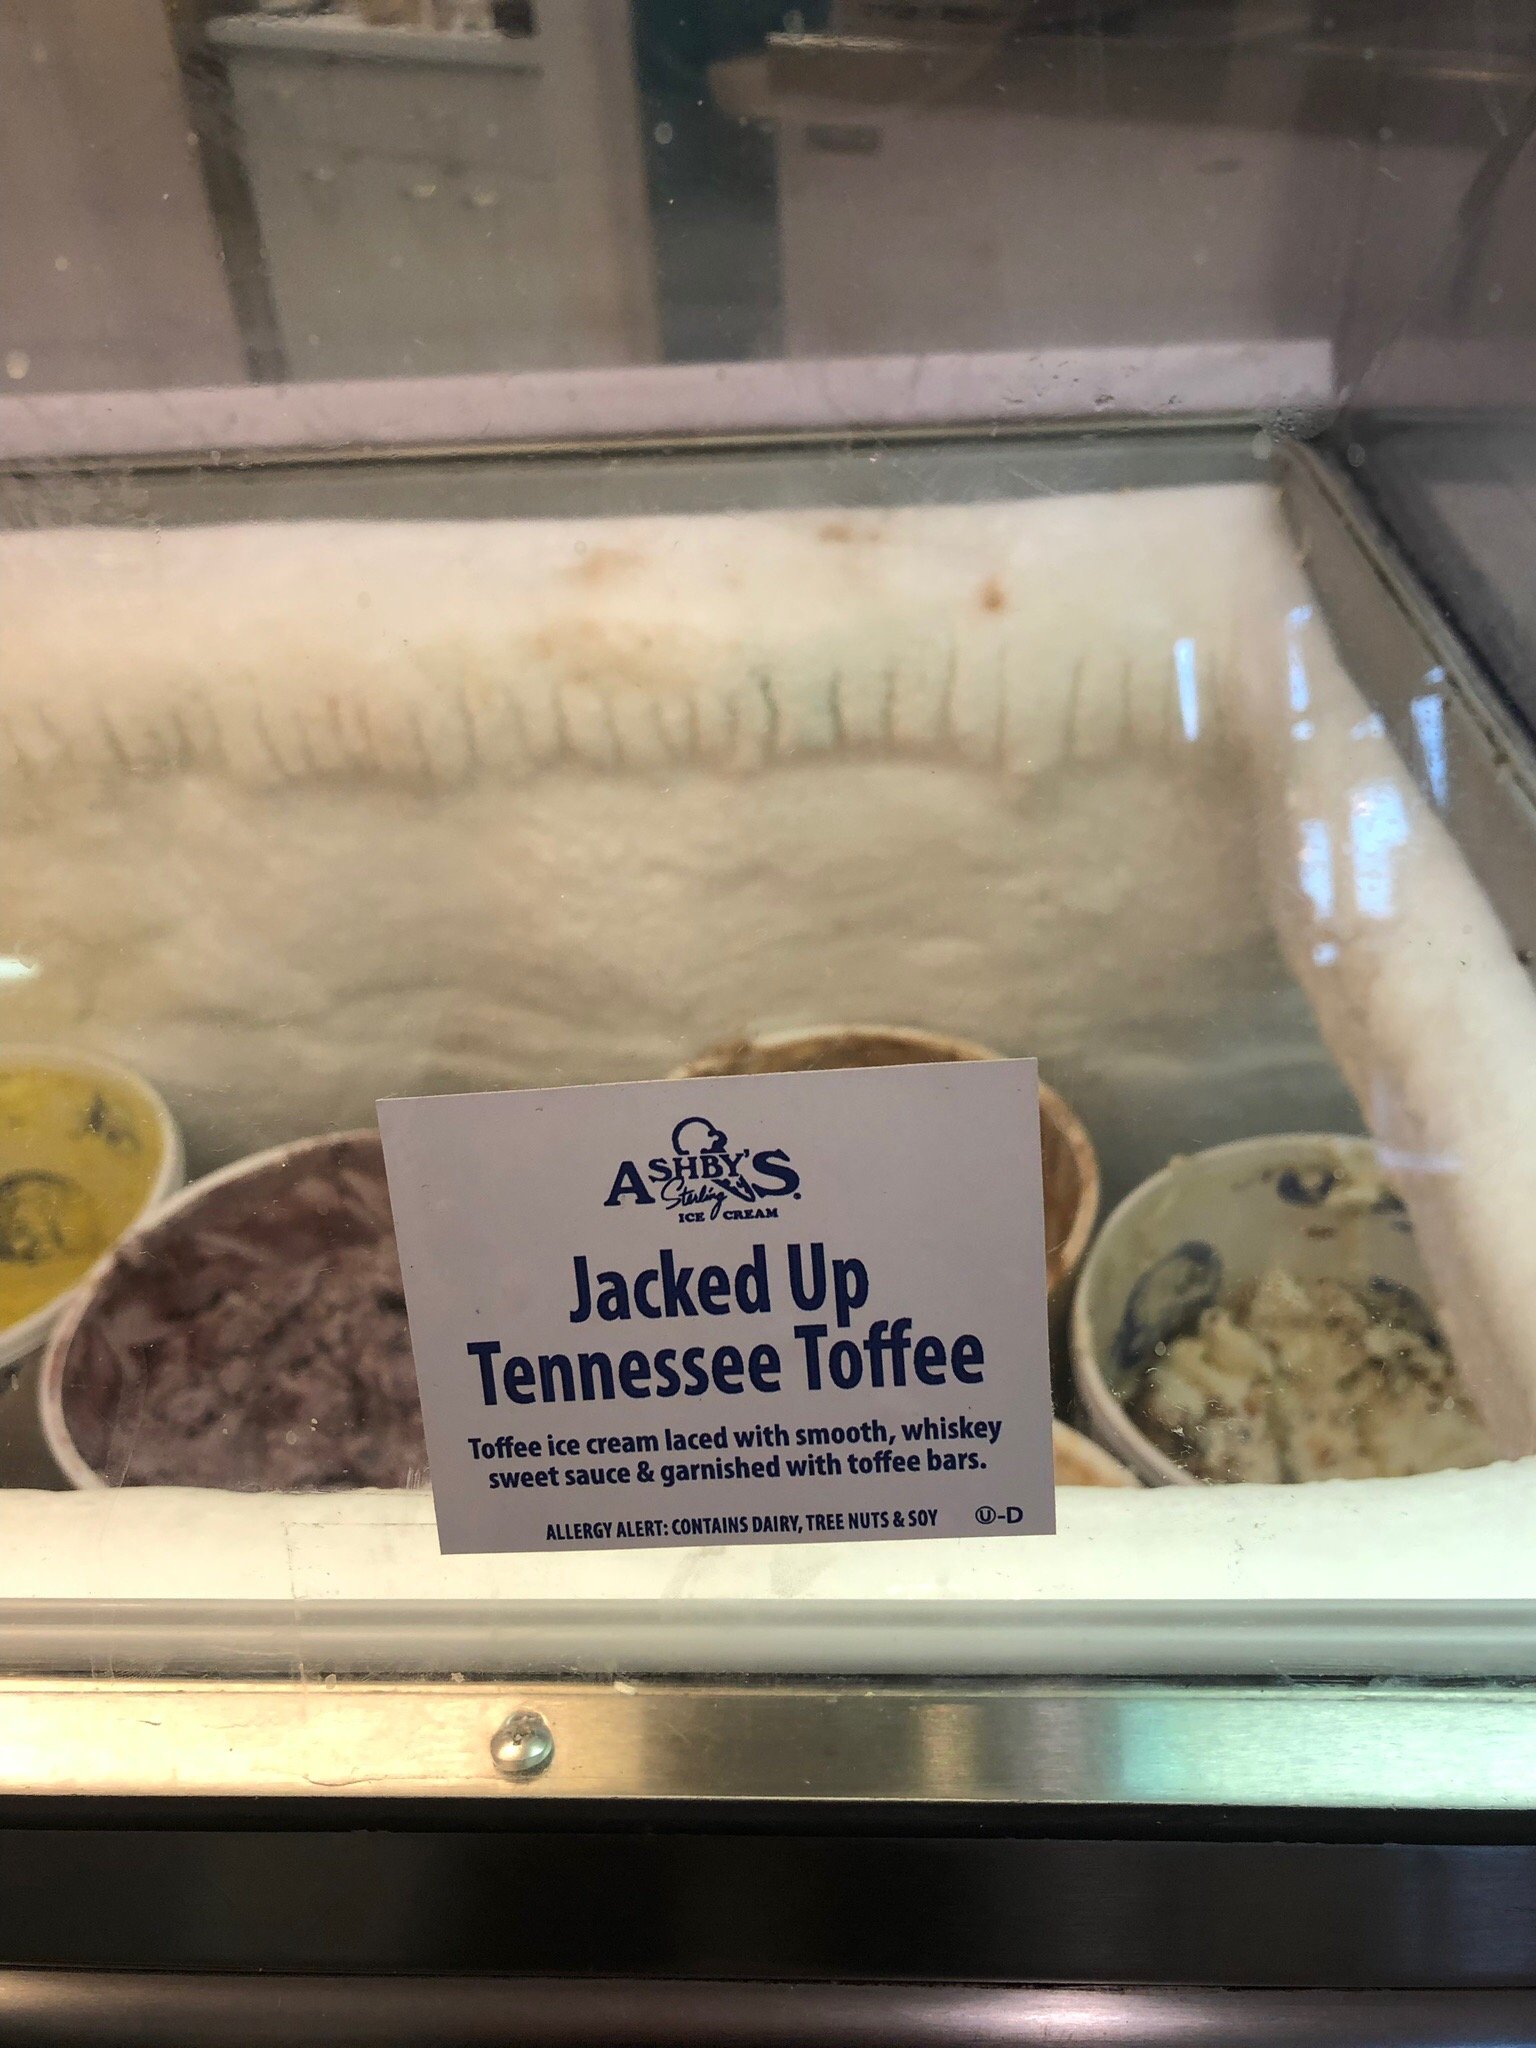 ASHBY'S
Sterling
ICE CREAM
Jacked Up
Tennessee Toffee
Toffee ice cream laced with smooth, whiskey
sweet sauce & garnished with toffee bars.
ALLERGY ALERT: CONTAINS DAIRY, TREE NUTS & SOY Ⓤ-D